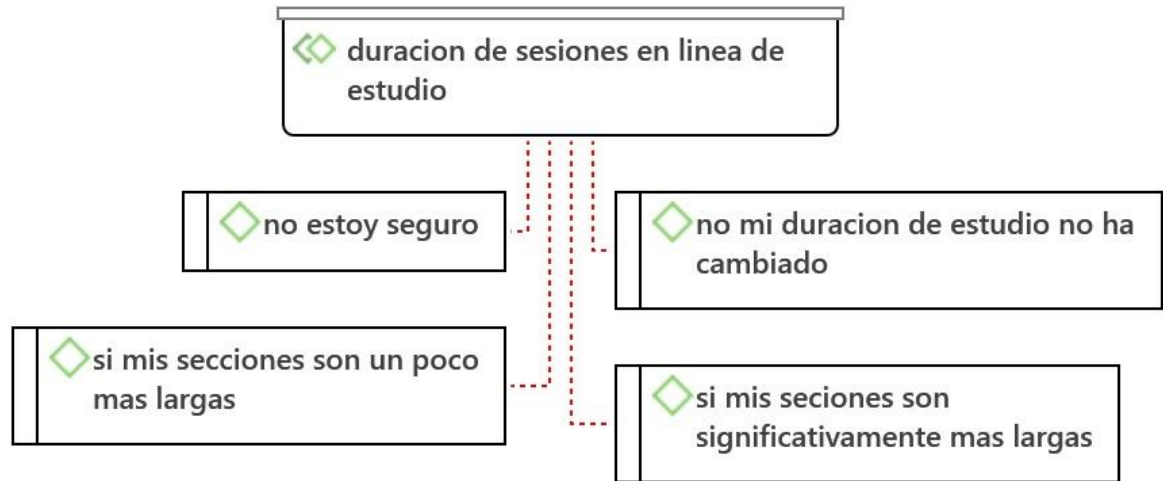 duracion de sesiones en linea de
estudio
no estoy seguro
no mi duracion de estudio no ha
cambiado
si mis secciones son un poco
mas largas
si mis seciones son
significativamente mas largas